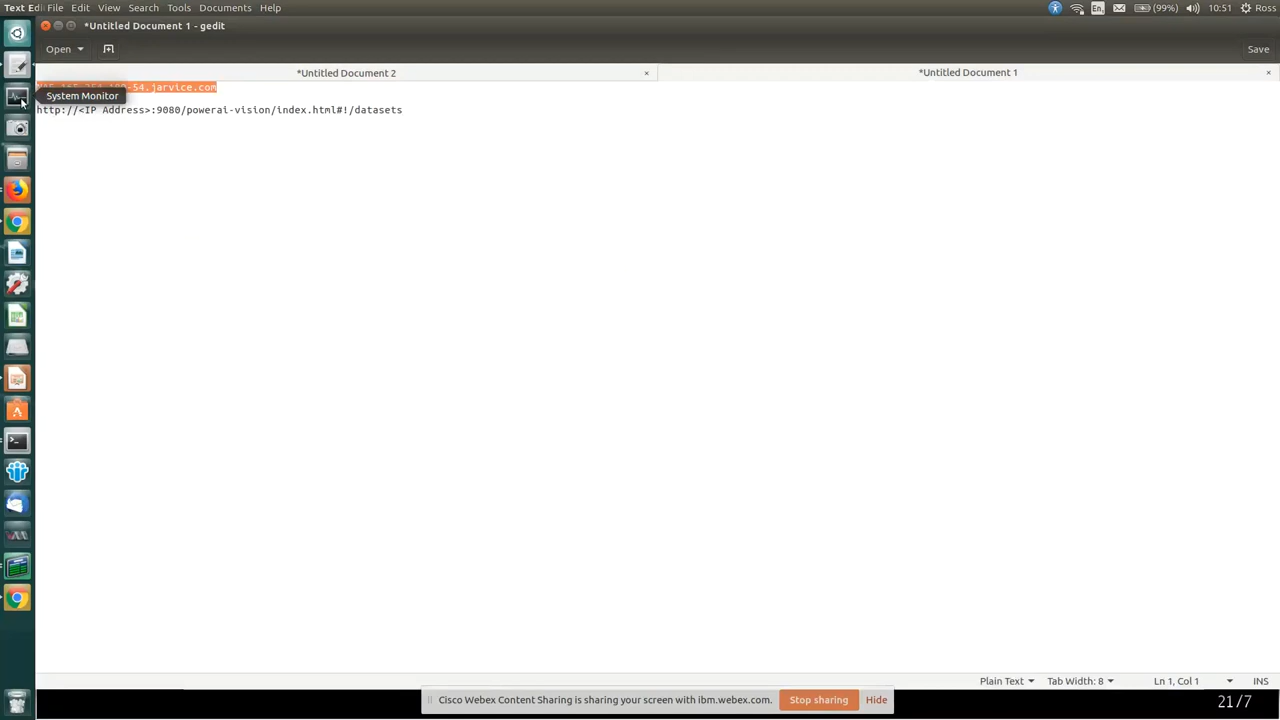 Text Edi File Edit View Search Tools Documents Help En (99%) 10:51 Ross
*Untitled Document 1 - gedit
Open Save
*Untitled Document 2 × *Untitled Document 1 ×
-54.jarvice.com
System Monitor
http://<IP Address>:9080/powerai-vision/index.html#!/datasets
Plain Text Tab Width: 8 Ln 1, Col 1 INS
Cisco Webex Content Sharing is sharing your screen with ibm.webex.com. Stop sharing Hide
21/7